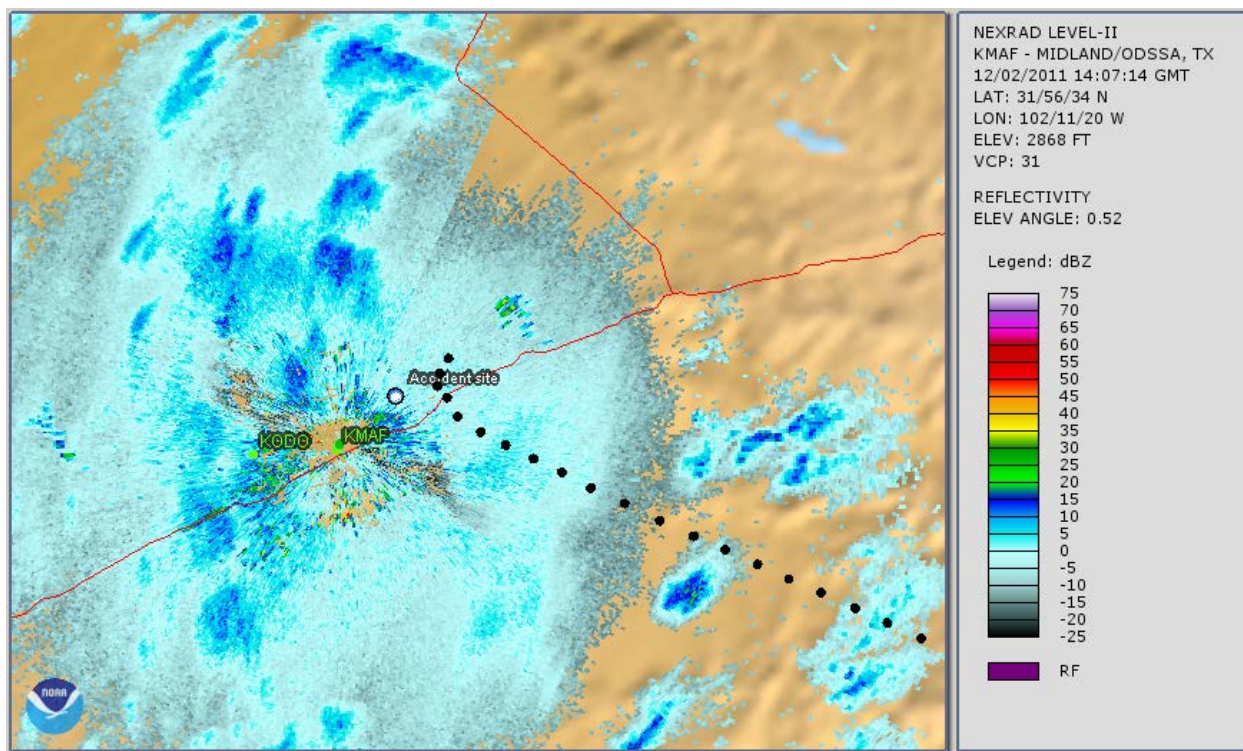 NEXRAD LEVEL-II
KMAF - MIDLAND/ODSSA, TX
12/02/2011 14:07:14 GMT
LAT: 31/56/34 N
LON: 102/11/20 W
ELEV: 2868 FT
VCP: 31
REFLECTIVITY
ELEV ANGLE: 0.52
Legend: dBZ
75
70
65
60
55
50
45
40
35
30
25
20
15
10
5
0
-5
-10
-15
-20
-25
RF
Accident site
KODO
KMAF
NOAA